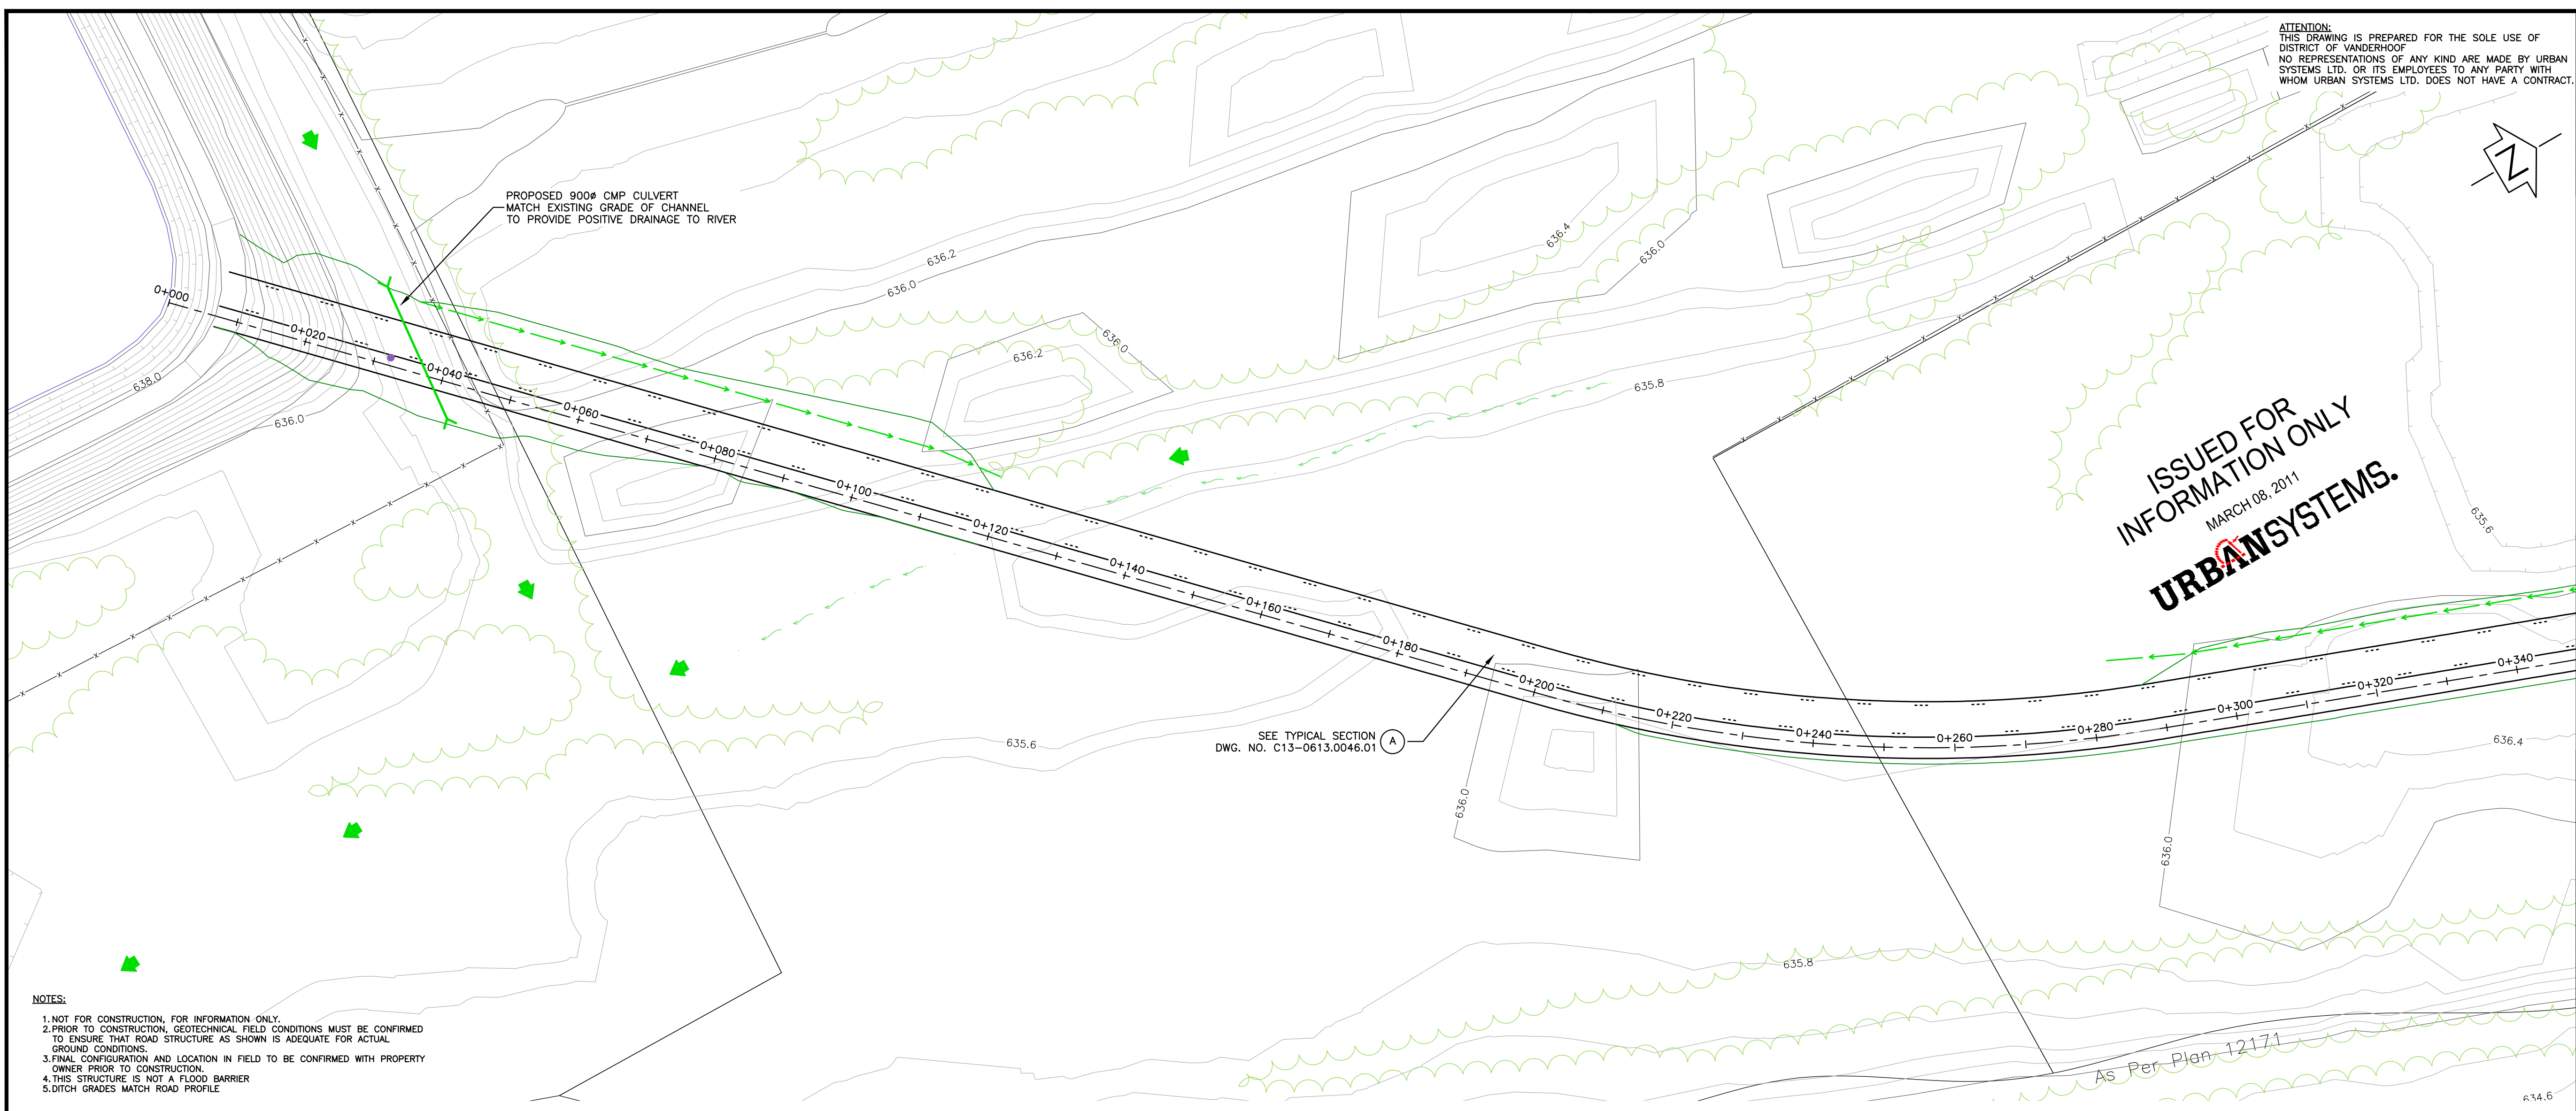 ATTENTION:
THIS DRAWING IS PREPARED FOR THE SOLE USE OF
DISTRICT OF VANDERHOOF
NO REPRESENTATIONS OF ANY KIND ARE MADE BY URBAN
SYSTEMS LTD. OR ITS EMPLOYEES TO ANY PARTY WITH
WHOM URBAN SYSTEMS LTD. DOES NOT HAVE A CONTRACT.
N
PROPOSED 900ø CMP CULVERT
MATCH EXISTING GRADE OF CHANNEL
TO PROVIDE POSITIVE DRAINAGE TO RIVER
636.4
636.0
636.2
636.0
0+000
0+020
0+040
0+060
0+080
0+100
0+120
0+140
0+160
0+180
0+200
0+220
0+240
0+260
0+280
0+300
0+320
0+340
638.0
636.0
636.2
636.0
635.8
ISSUED FOR
INFORMATION ONLY
MARCH 08, 2011
URBANSYSTEMS.
635.6
SEE TYPICAL SECTION
DWG. NO. C13-0613.0046.01
A
635.6
636.0
636.4
636.0
635.8
As Per Plan 12171
634.6
NOTES:
1. NOT FOR CONSTRUCTION, FOR INFORMATION ONLY.
2. PRIOR TO CONSTRUCTION, GEOTECHNICAL FIELD CONDITIONS MUST BE CONFIRMED
TO ENSURE THAT ROAD STRUCTURE AS SHOWN IS ADEQUATE FOR ACTUAL
GROUND CONDITIONS.
3. FINAL CONFIGURATION AND LOCATION IN FIELD TO BE CONFIRMED WITH PROPERTY
OWNER PRIOR TO CONSTRUCTION.
4. THIS STRUCTURE IS NOT A FLOOD BARRIER
5. DITCH GRADES MATCH ROAD PROFILE